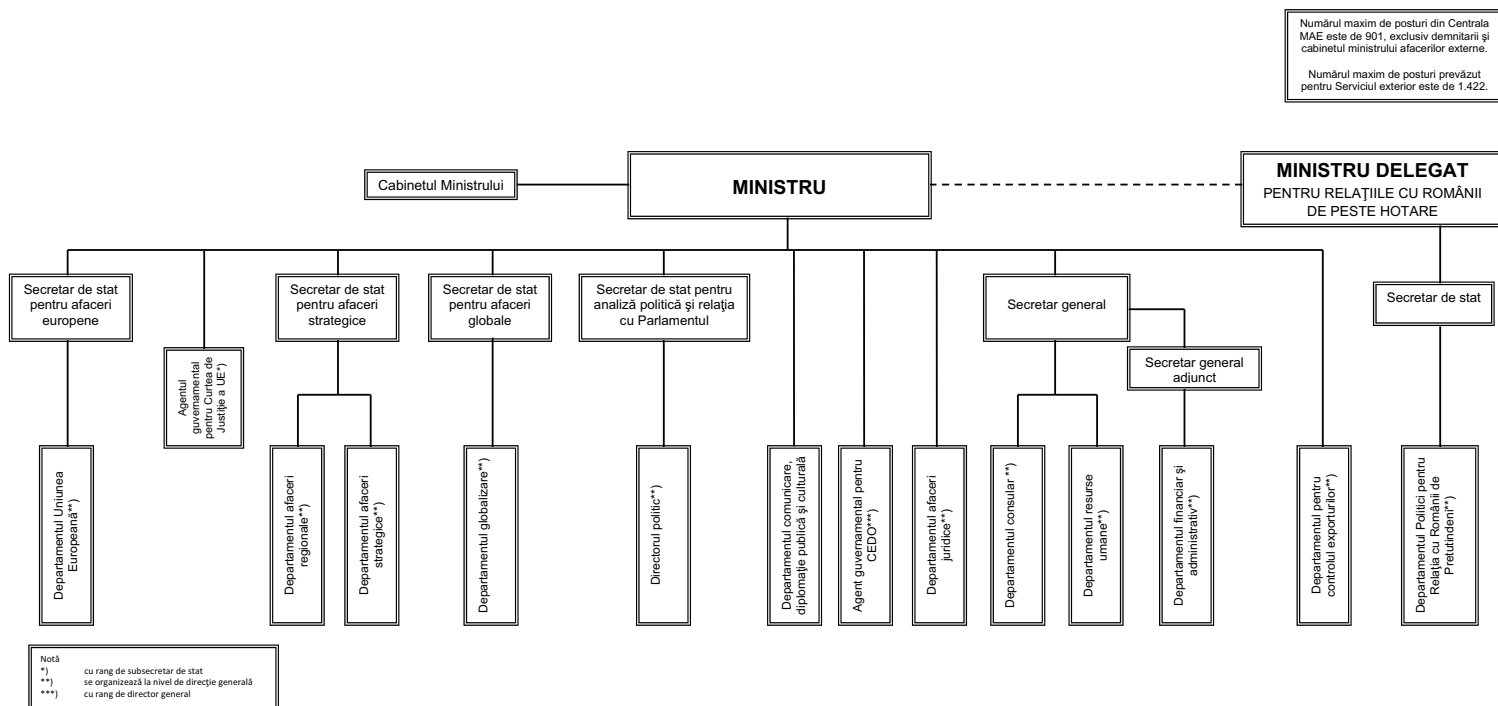 Numărul maxim de posturi din Centrala
MAE este de 901, exclusiv demnitarii şi
cabinetul ministrului afacerilor externe.
Numărul maxim de posturi prevăzut
pentru Serviciul exterior este de 1.422.
Cabinetul Ministrului
MINISTRU
MINISTRU DELEGAT
PENTRU RELAŢIILE CU ROMÂNII
DE PESTE HOTARE
Secretar de stat
pentru afaceri
europene
Secretar de stat
pentru afaceri
strategice
Secretar de stat
pentru afaceri
globale
Secretar de stat pentru
analiză politică şi relaţia
cu Parlamentul
Secretar general
Secretar de stat
Agentul
guvernamental
pentru Curtea de
Justiţie a UE*)
Secretar general
adjunct
Departamentul Uniunea
Europeană**)
Departamentul afaceri
regionale**)
Departamentul afaceri
strategice**)
Departamentul globalizare**)
Directorul politic**)
Departamentul comunicare,
diplomaţie publică şi culturală
Agent guvernamental pentru
CEDO***)
Departamentul afaceri
juridice**)
Departamentul consular **)
Departamentul resurse
umane**)
Departamentul financiar şi
administrativ**)
Departamentul pentru
controlul exporturilor**)
Departamentul Politici pentru
Relaţia cu Românii de
Pretutindeni**)
Notă
*) cu rang de subsecretar de stat
**) se organizează la nivel de direcţie generală
***) cu rang de director general